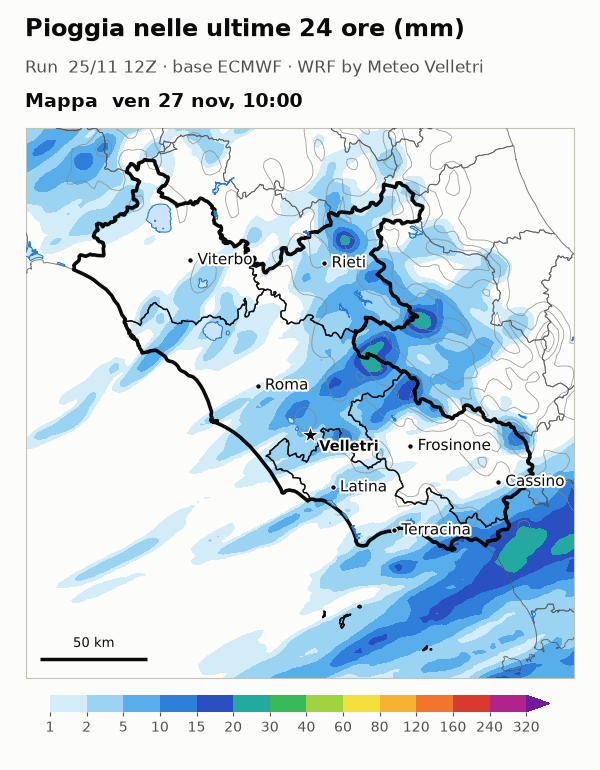 Pioggia nelle ultime 24 ore (mm)
Run  25/11 12Z · base ECMWF · WRF by Meteo Velletri
Mappa  ven 27 nov, 10:00
Viterbo
Rieti
Roma
Velletri
Frosinone
Latina
Cassino
Terracina
50 km
1 2 5 10 15 20 30 40 60 80 120 160 240 320